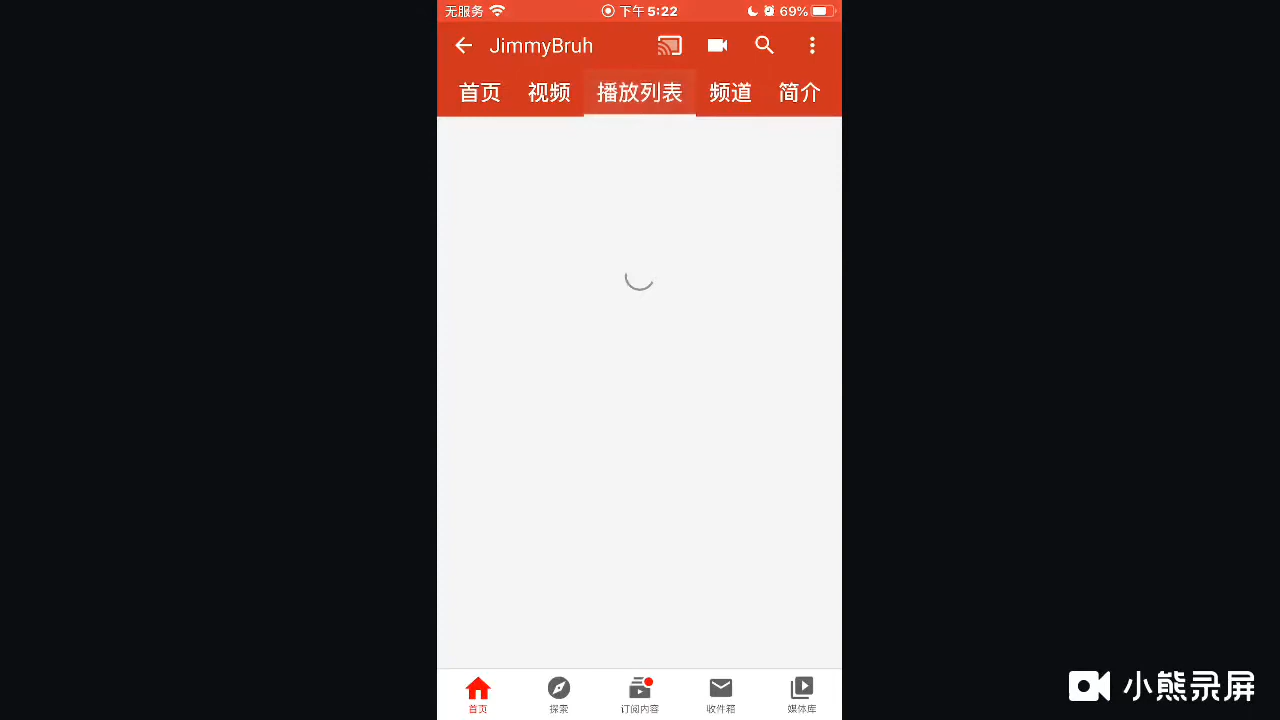 无服务 下午 5:22 69%
JimmyBruh
首页 视频 播放列表 频道 简介
首页 探索 订阅内容 收件箱 媒体库
小熊录屏